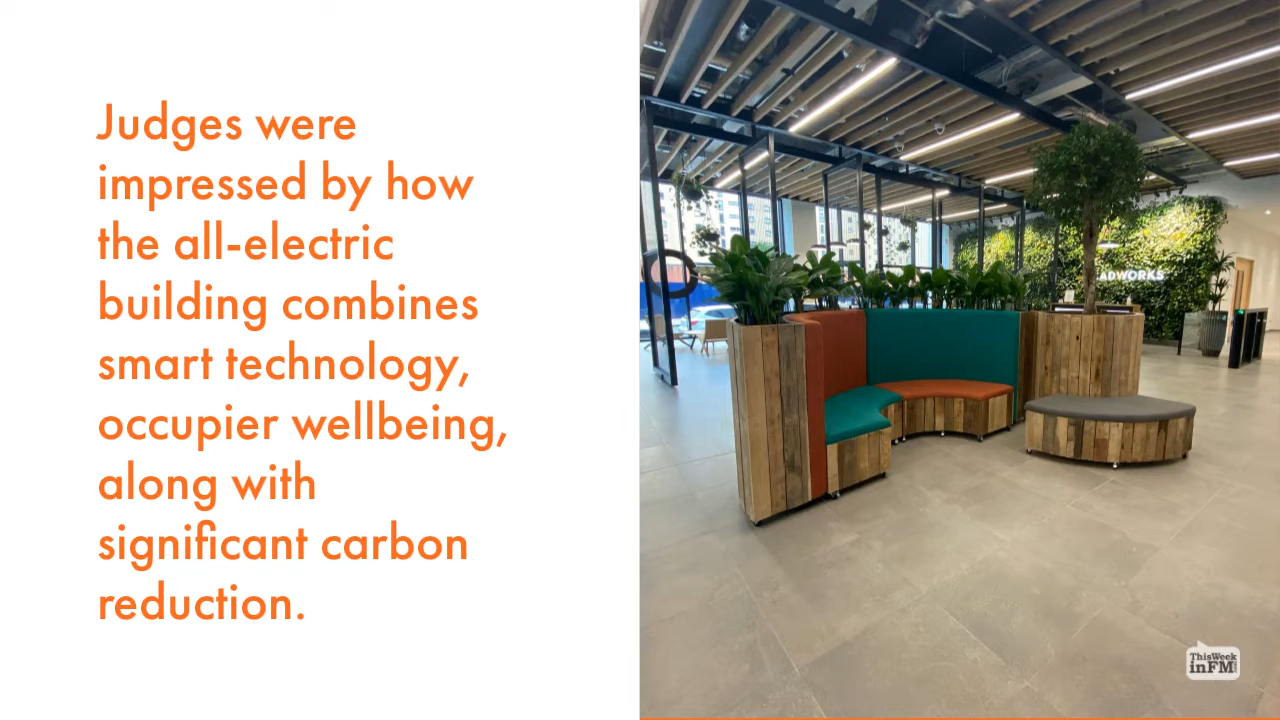 Judges were
impressed by how
the all-electric
building combines
smart technology,
occupier wellbeing,
along with
significant carbon
reduction.
ADWORKS
ThisWeek
inFM